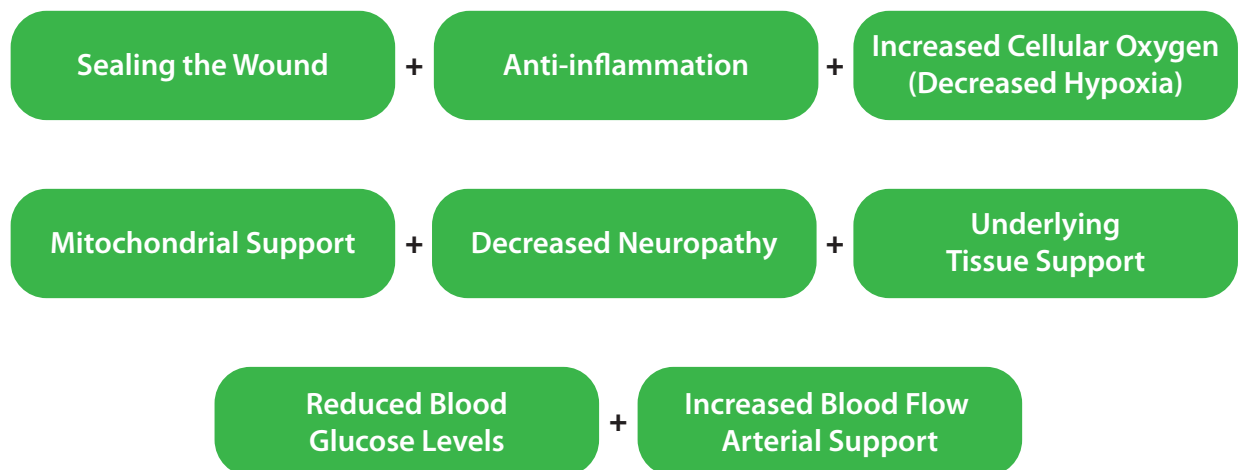 Sealing the Wound + Anti-inflammation + Increased Cellular Oxygen
(Decreased Hypoxia)
Mitochondrial Support + Decreased Neuropathy + Underlying
Tissue Support
Reduced Blood
Glucose Levels + Increased Blood Flow
Arterial Support